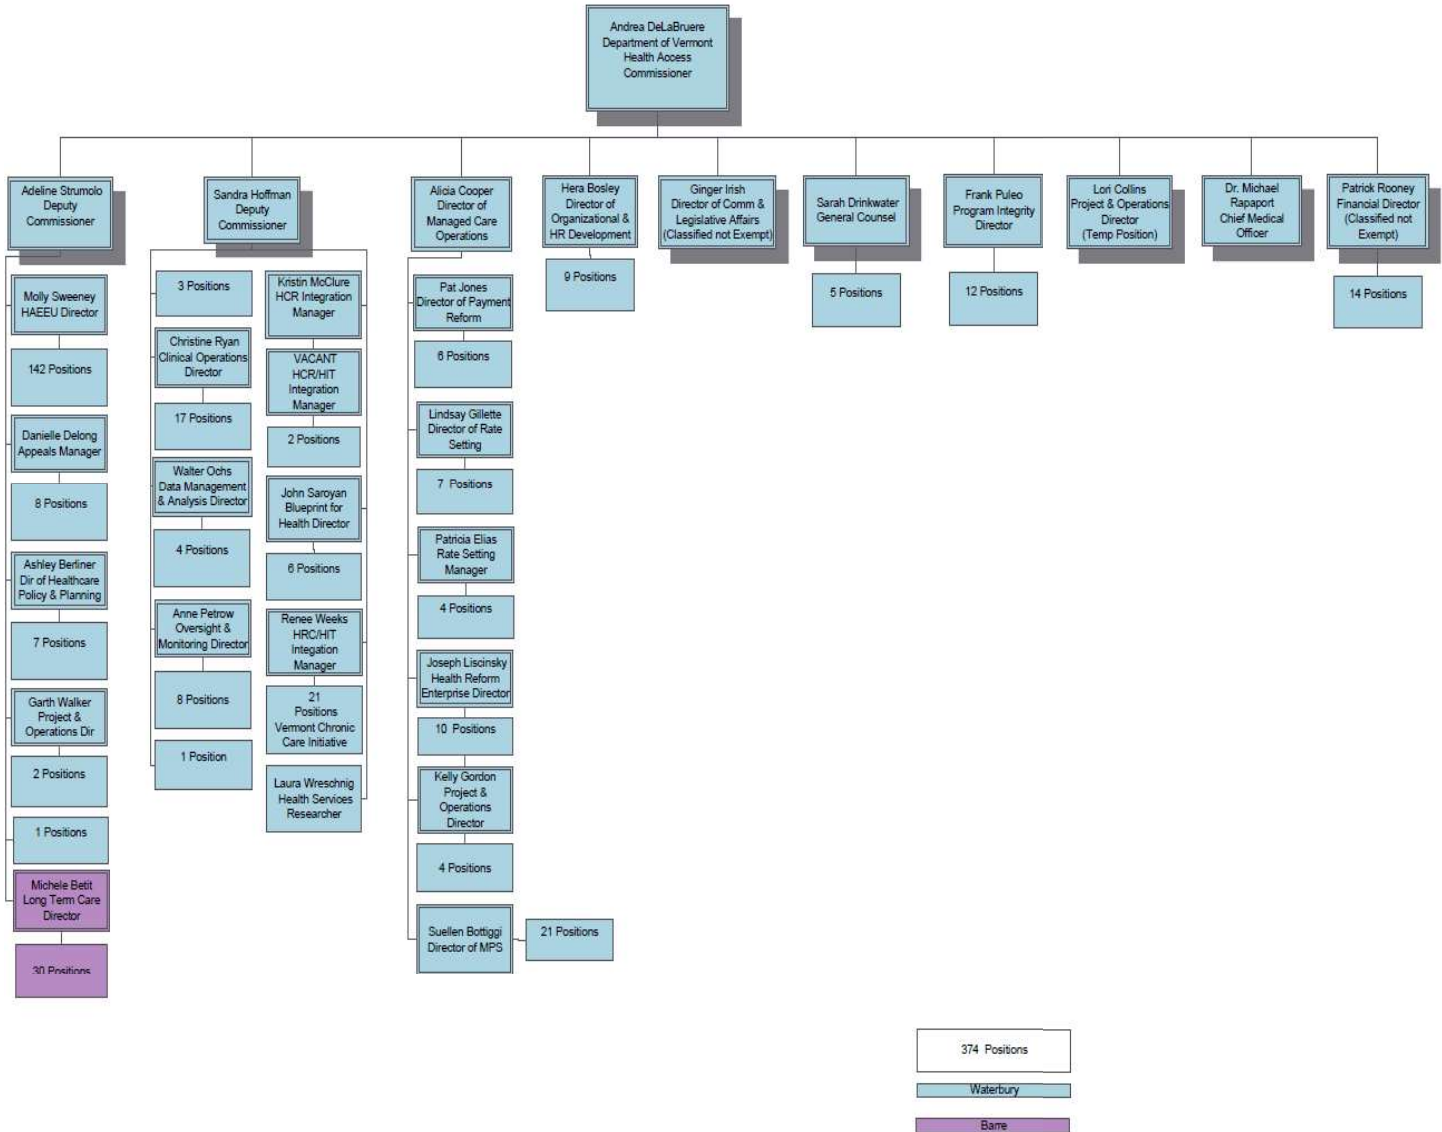 Andrea DeLaBruere
Department of Vermont
Health Access
Commissioner
Adeline Strumolo
Deputy
Commissioner
Sandra Hoffman
Deputy
Commissioner
Alicia Cooper
Director of
Managed Care
Operations
Hera Bosley
Director of
Organizational &
HR Development
Ginger Irish
Director of Comm &
Legislative Affairs
(Classified not Exempt)
Sarah Drinkwater
General Counsel
Frank Puleo
Program Integrity
Director
Lori Collins
Project & Operations
Director
(Temp Position)
Dr. Michael
Rapaport
Chief Medical
Officer
Patrick Rooney
Financial Director
(Classified not
Exempt)
Molly Sweeney
HAEEU Director
142 Positions
Danielle Delong
Appeals Manager
8 Positions
Ashley Berliner
Dir of Healthcare
Policy & Planning
7 Positions
Garth Walker
Project &
Operations Dir
2 Positions
1 Positions
Michele Betit
Long Term Care
Director
30 Positions
3 Positions
Christine Ryan
Clinical Operations
Director
17 Positions
Walter Ochs
Data Management
& Analysis Director
4 Positions
Anne Petrow
Oversight &
Monitoring Director
8 Positions
1 Position
Kristin McClure
HCR Integration
Manager
VACANT
HCR/HIT
Integration
Manager
2 Positions
John Saroyan
Blueprint for
Health Director
6 Positions
Renee Weeks
HRC/HIT
Integation
Manager
21
Positions
Vermont Chronic
Care Initiative
Laura Wreschnig
Health Services
Researcher
Pat Jones
Director of Payment
Reform
6 Positions
Lindsay Gillette
Director of Rate
Setting
7 Positions
Patricia Elias
Rate Setting
Manager
4 Positions
Joseph Liscinsky
Health Reform
Enterprise Director
10 Positions
Kelly Gordon
Project &
Operations
Director
4 Positions
Suellen Bottiggi
Director of MPS
21 Positions
9 Positions
5 Positions
12 Positions
14 Positions
374 Positions
Waterbury
Barre